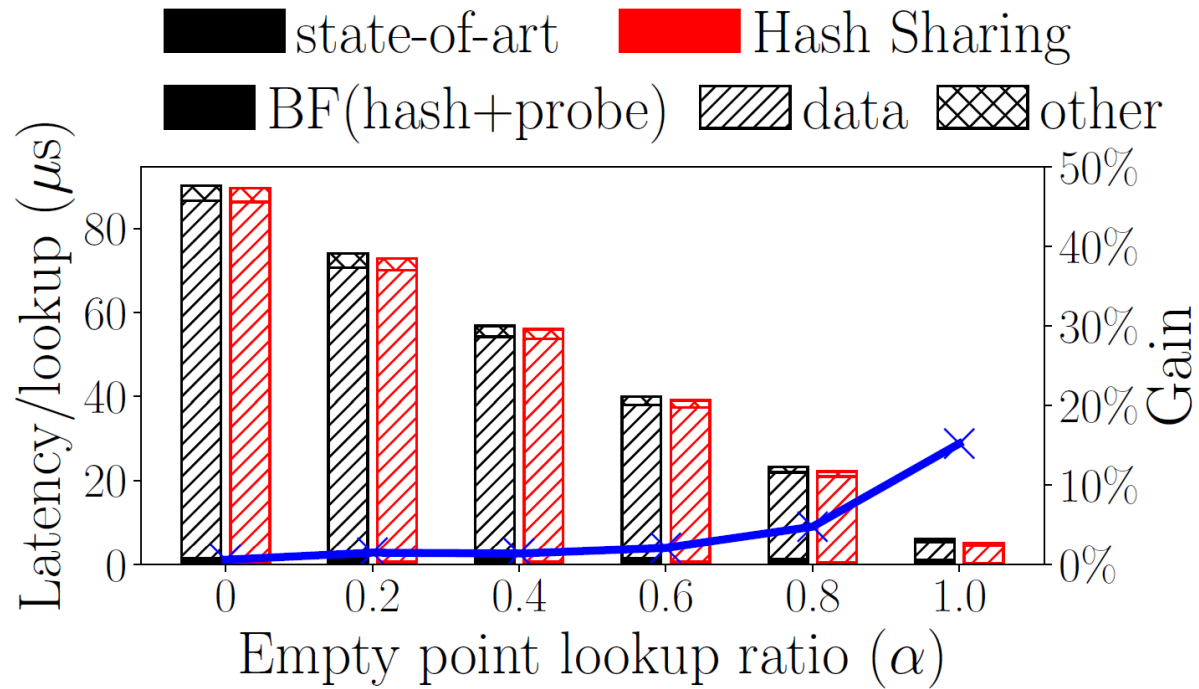 state-of-art Hash Sharing
BF(hash+probe) data other
Latency/lookup (μs)
80
60
40
20
0
50%
40%
30%
20%
10%
0%
Gain
0 0.2 0.4 0.6 0.8 1.0
Empty point lookup ratio (α)